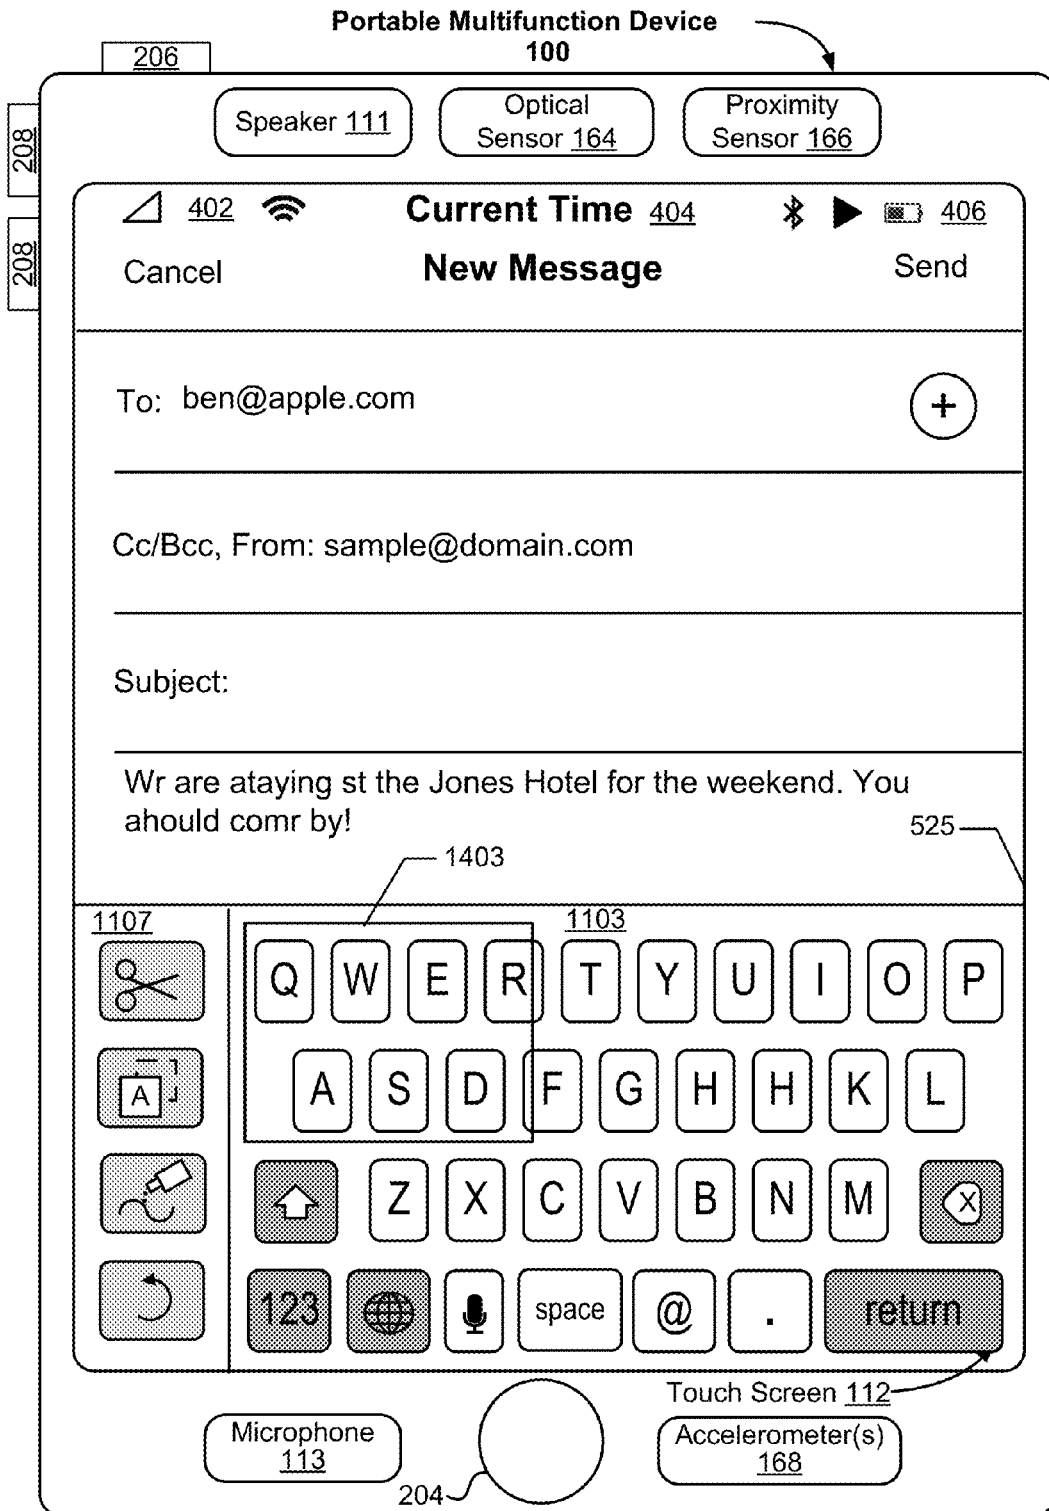 Portable Multifunction Device
100
206
208
208
Speaker 111
Optical
Sensor 164
Proximity
Sensor 166
402 Current Time 404 406
Cancel New Message Send
To: ben@apple.com +
Cc/Bcc, From: sample@domain.com
Subject:
Wr are ataying st the Jones Hotel for the weekend. You
ahould comr by!
525
1403
1107 1103
Q W E R T Y U I O P
A
A S D F G H H K L
Z X C V B N M X
123 space @ . return
Touch Screen 112
Microphone
113
Accelerometer(s)
168
204